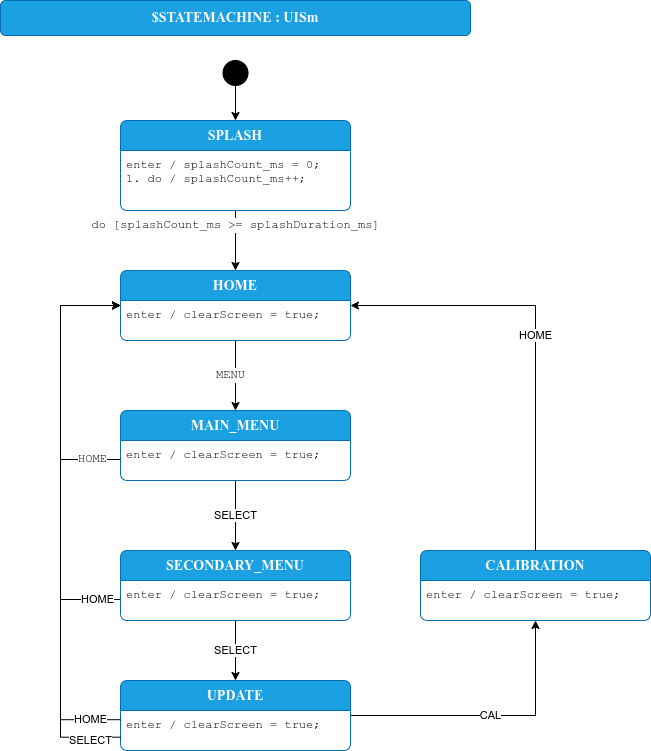 $STATEMACHINE : UISm
SPLASH
enter / splashCount_ms = 0;
1. do / splashCount_ms++;
do [splashCount_ms >= splashDuration_ms]
HOME
enter / clearScreen = true;
HOME
MENU
MAIN_MENU
enter / clearScreen = true;
HOME
SELECT
SECONDARY_MENU
enter / clearScreen = true;
CALIBRATION
enter / clearScreen = true;
HOME
SELECT
UPDATE
enter / clearScreen = true;
HOME
SELECT
CAL